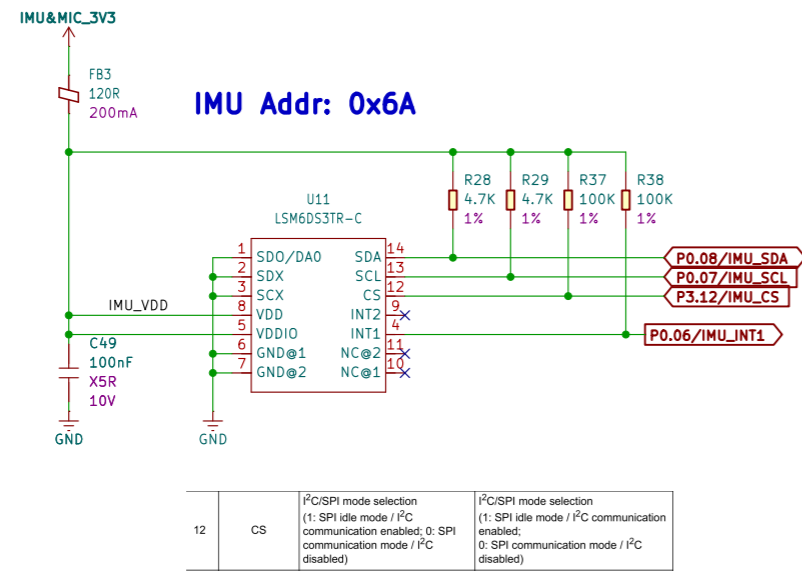 IMU&MIC_3V3
FB3
120R
200mA
IMU Addr: 0x6A
R28
4.7K
1%
R29
4.7K
1%
R37
100K
1%
R38
100K
1%
U11
LSM6DS3TR-C
1 SDO/DA0
2 SDX
3 SCX
8 VDD
5 VDDIO
6 GND@1
7 GND@2
SDA 14
SCL 13
CS 12
INT2 9
INT1 4
NC@2 11
NC@1 10
P0.08/IMU_SDA
P0.07/IMU_SCL
P3.12/IMU_CS
P0.06/IMU_INT1
IMU_VDD
C49
100nF
X5R
10V
GND
GND
12
CS
I²C/SPI mode selection
(1: SPI idle mode / I²C
communication enabled; 0: SPI
communication mode / I²C
disabled)
I²C/SPI mode selection
(1: SPI idle mode / I²C communication
enabled;
0: SPI communication mode / I²C
disabled)